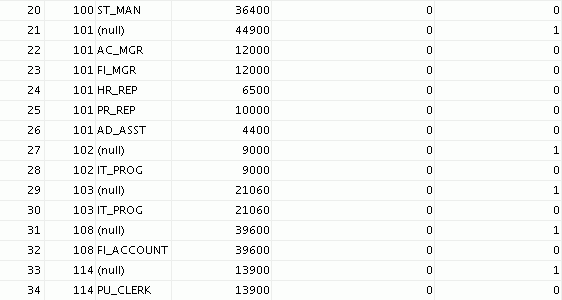 20 100 ST_MAN 36400 0 0
21 101 (null) 44900 0 1
22 101 AC_MGR 12000 0 0
23 101 FI_MGR 12000 0 0
24 101 HR_REP 6500 0 0
25 101 PR_REP 10000 0 0
26 101 AD_ASST 4400 0 0
27 102 (null) 9000 0 1
28 102 IT_PROG 9000 0 0
29 103 (null) 21060 0 1
30 103 IT_PROG 21060 0 0
31 108 (null) 39600 0 1
32 108 FI_ACCOUNT 39600 0 0
33 114 (null) 13900 0 1
34 114 PU_CLERK 13900 0 0